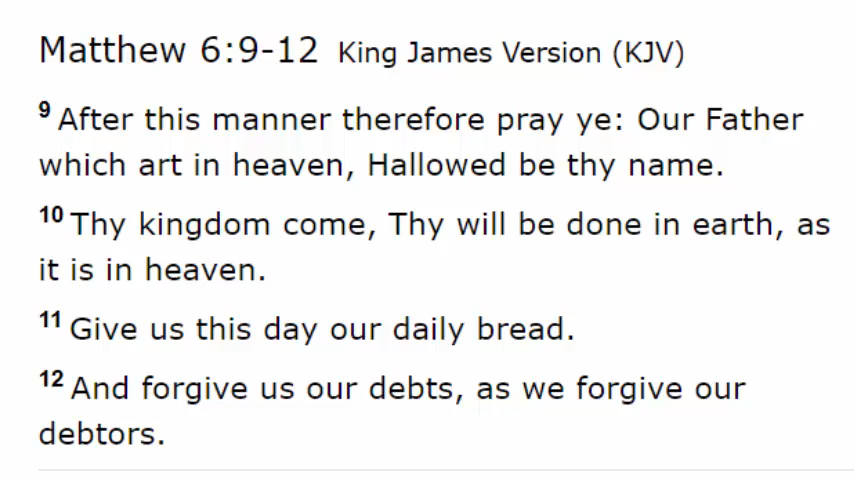 Matthew 6:9-12 King James Version (KJV)
9 After this manner therefore pray ye: Our Father
which art in heaven, Hallowed be thy name.
10 Thy kingdom come, Thy will be done in earth, as
it is in heaven.
11 Give us this day our daily bread.
12 And forgive us our debts, as we forgive our
debtors.